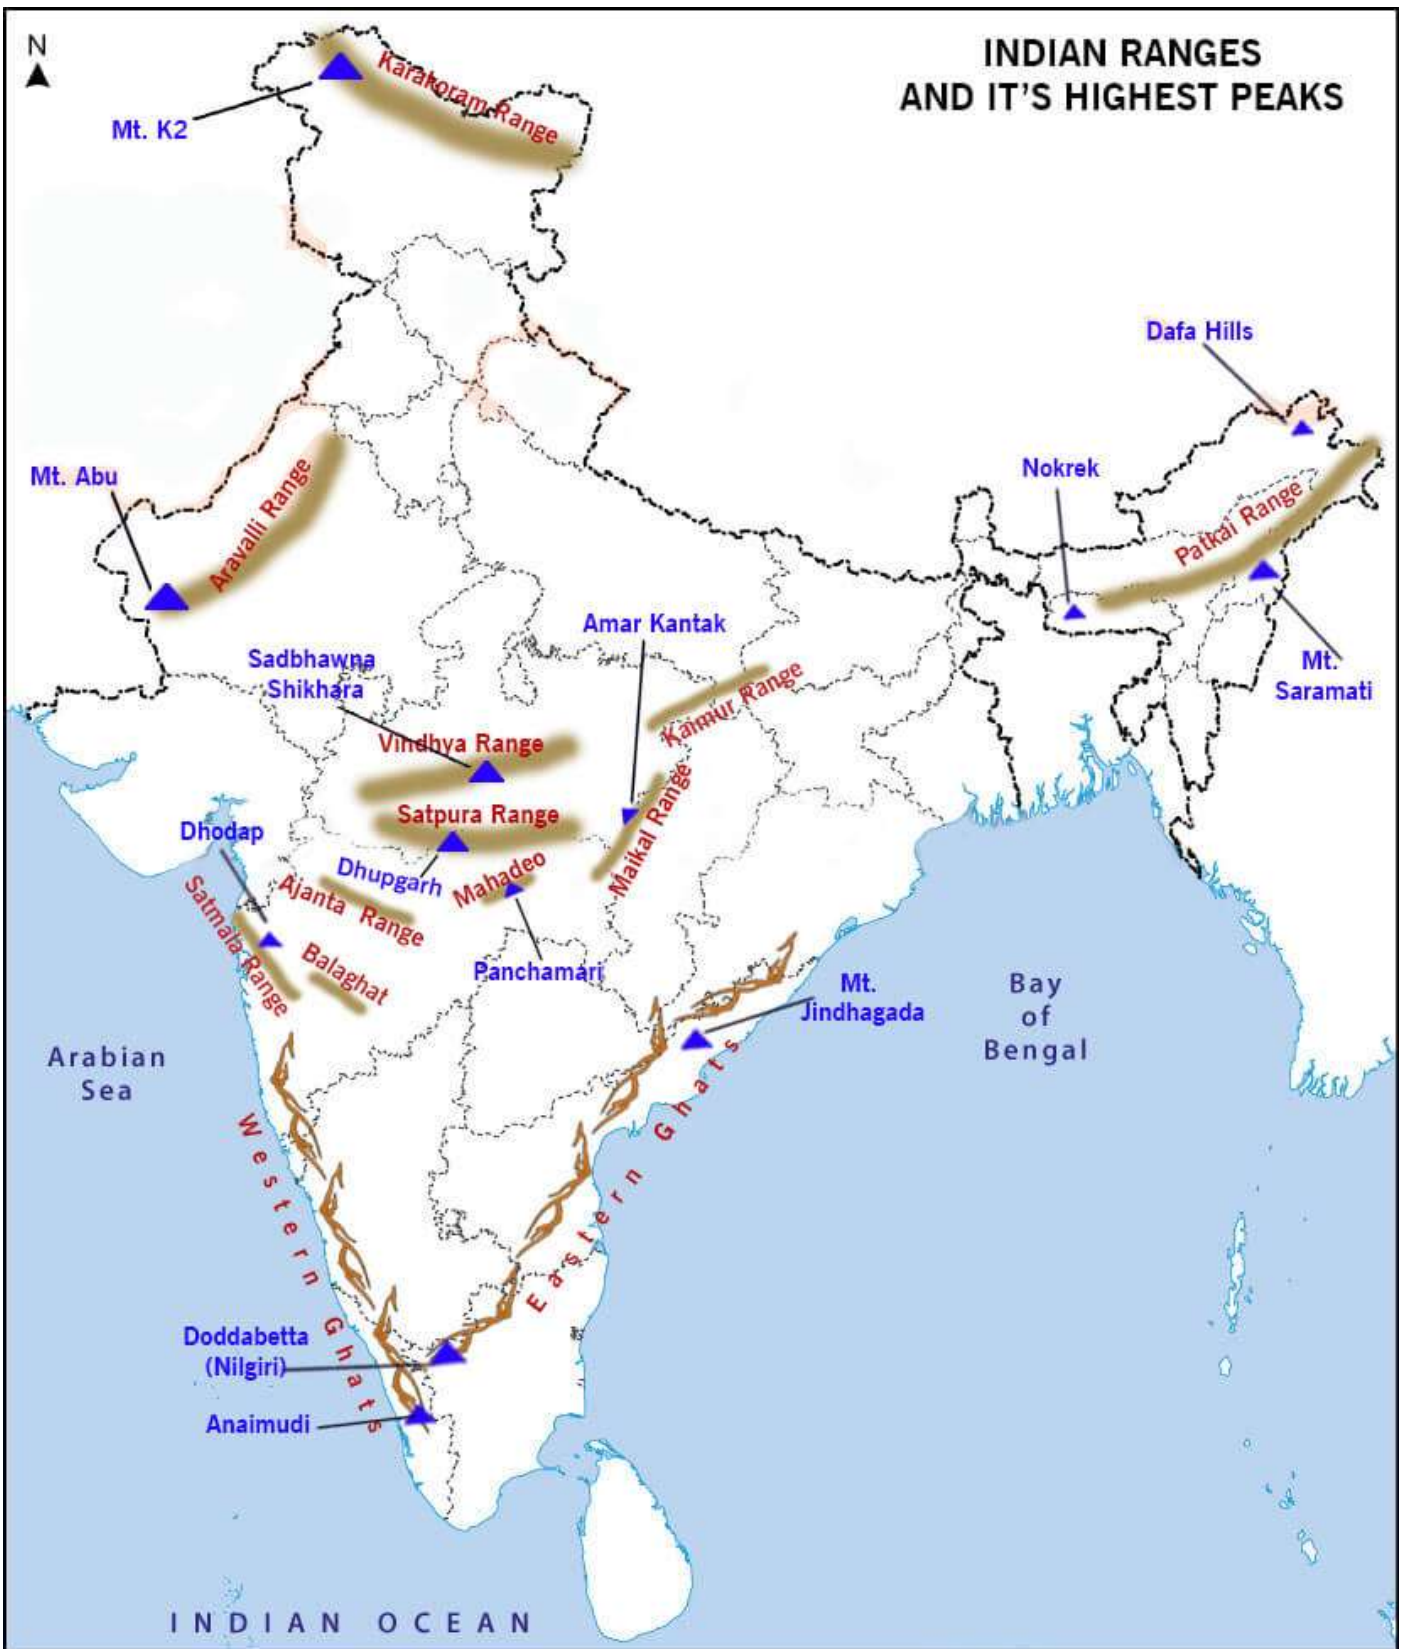 N
INDIAN RANGES
AND IT'S HIGHEST PEAKS
Karakoram Range
Mt. K2
Dafa Hills
Nokrek
Mt. Abu
Aravalli Range
Patkai Range
Amar Kantak
Sadbhawna
Shikhara
Mt.
Saramati
Kaimur Range
Vindhya Range
Satpura Range
Maikal Range
Dhodap
Dhupgarh
Mahadeo
Ajanta Range
Satmala Range
Balaghat
Panchamari
Mt.
Jindhagada
Bay
of
Bengal
Arabian
Sea
Western Ghats
Eastern Ghats
Doddabetta
(Nilgiri)
Anaimudi
INDIAN OCEAN